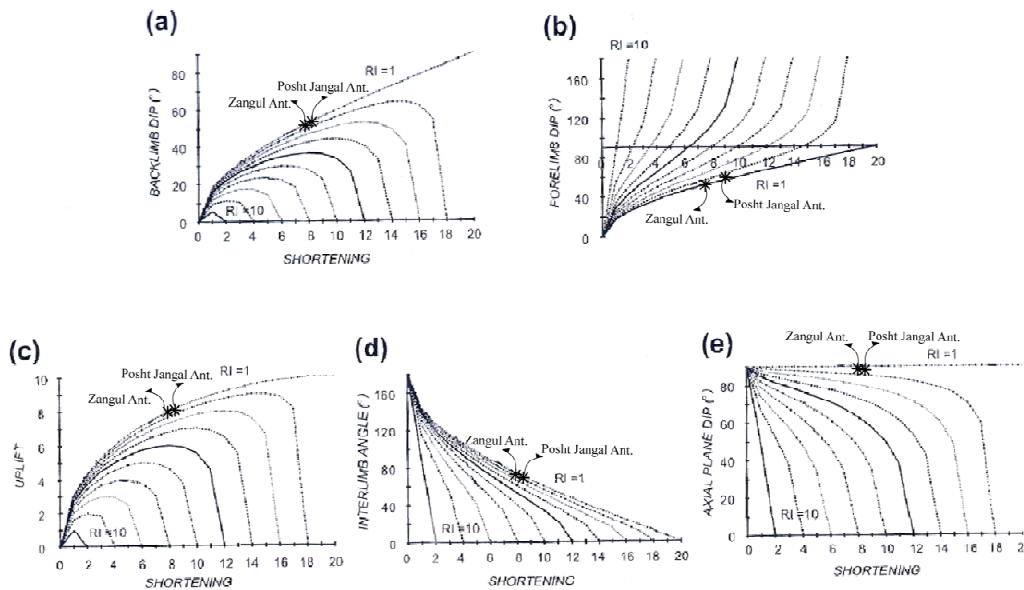 (a)
BACKLIMB DIP (°)
80
60
40
20
0
RI =1
Posht Jangal Ant.
Zangul Ant.
RI =10
0 2 4 6 8 10 12 14 16 18 20
SHORTENING
(b)
RI =10
FORELIMB DIP (°)
160
120
80
40
0
0 2 4 6 8 10 12 14 16 18 20
RI =1
Posht Jangal Ant.
Zangul Ant.
(c)
UPLIFT
10
8
6
4
2
0
Posht Jangal Ant.
RI =1
Zangul Ant.
RI =10
0 2 4 6 8 10 12 14 16 18 20
SHORTENING
(d)
INTERLIMB ANGLE (°)
160
120
80
40
0
Zangul Ant.
Posht Jangal Ant.
RI =1
RI =10
0 2 4 6 8 10 12 14 16 18 20
SHORTENING
(e)
AXIAL PLANE DIP (°)
80
60
40
20
0
Zangul Ant.
Posht Jangal Ant.
RI =1
RI =10
0 2 4 6 8 10 12 14 16 18
SHORTENING